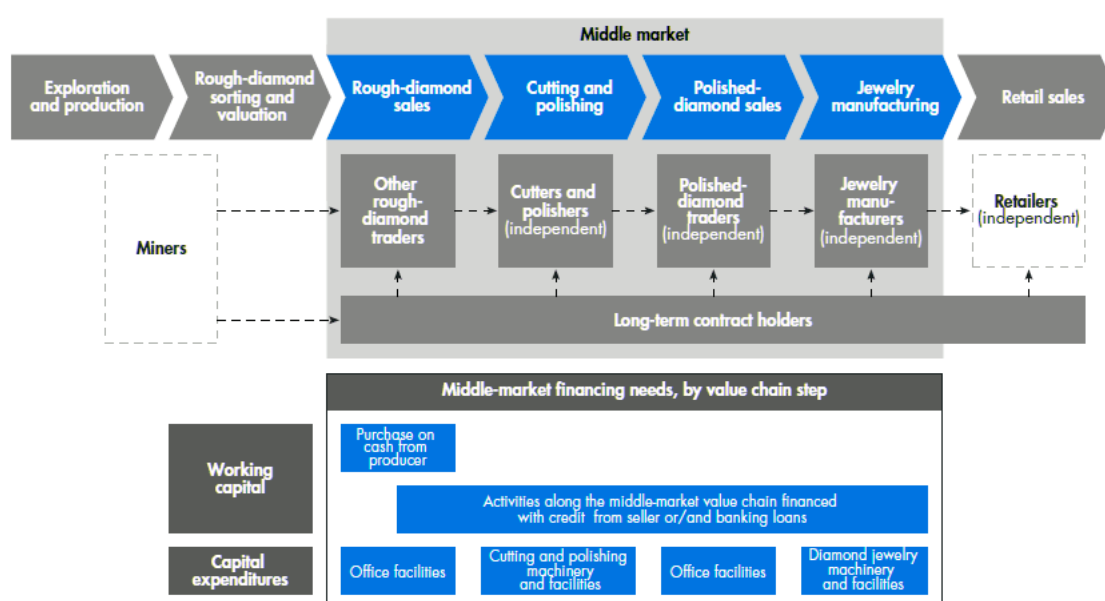 Middle market
Exploration
and production
Rough-diamond
sorting and
valuation
Rough-diamond
sales
Cutting and
polishing
Polished-
diamond sales
Jewelry
manufacturing
Retail sales
Miners
Other
rough-
diamond
traders
Cutters and
polishers
(independent)
Polished-
diamond
traders
(independent)
Jewelry
manu-
facturers
(independent)
Retailers
(independent)
Long-term contract holders
Middle-market financing needs, by value chain step
Working
capital
Purchase on
cash from
producer
Activities along the middle-market value chain financed
with credit from seller or/and banking loans
Capital
expenditures
Office facilities
Cutting and polishing
machinery
and facilities
Office facilities
Diamond jewelry
machinery
and facilities